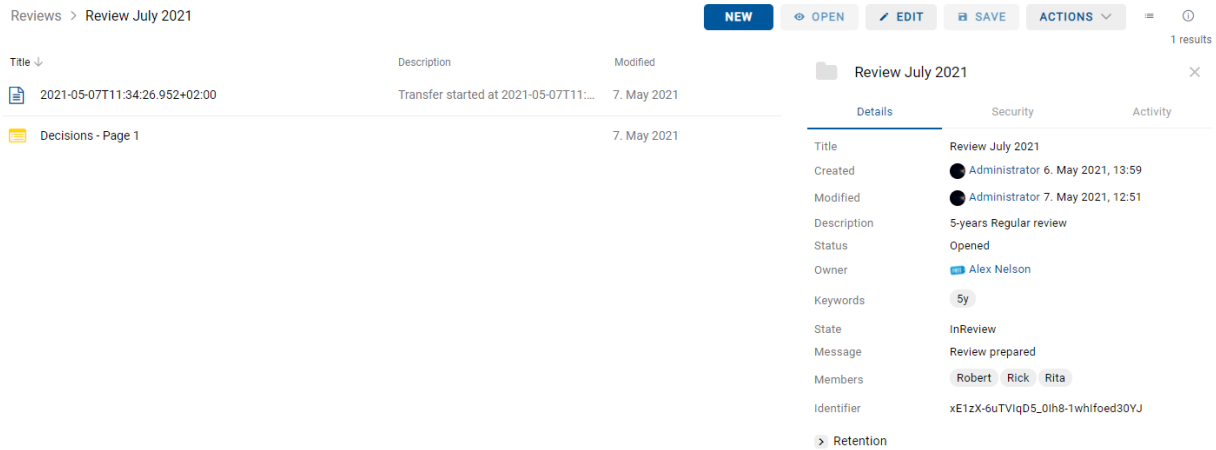 Reviews > Review July 2021
NEW OPEN EDIT SAVE ACTIONS
1 results
Title Description Modified
2021-05-07T11:34:26.952+02:00 Transfer started at 2021-05-07T11:... 7. May 2021
Decisions - Page 1 7. May 2021
Review July 2021
Details Security Activity
Title Review July 2021
Created Administrator 6. May 2021, 13:59
Modified Administrator 7. May 2021, 12:51
Description 5-years Regular review
Status Opened
Owner Alex Nelson
Keywords 5y
State InReview
Message Review prepared
Members Robert Rick Rita
Identifier xE1zX-6uTVIqD5_0Ih8-1whIfoed30YJ
> Retention